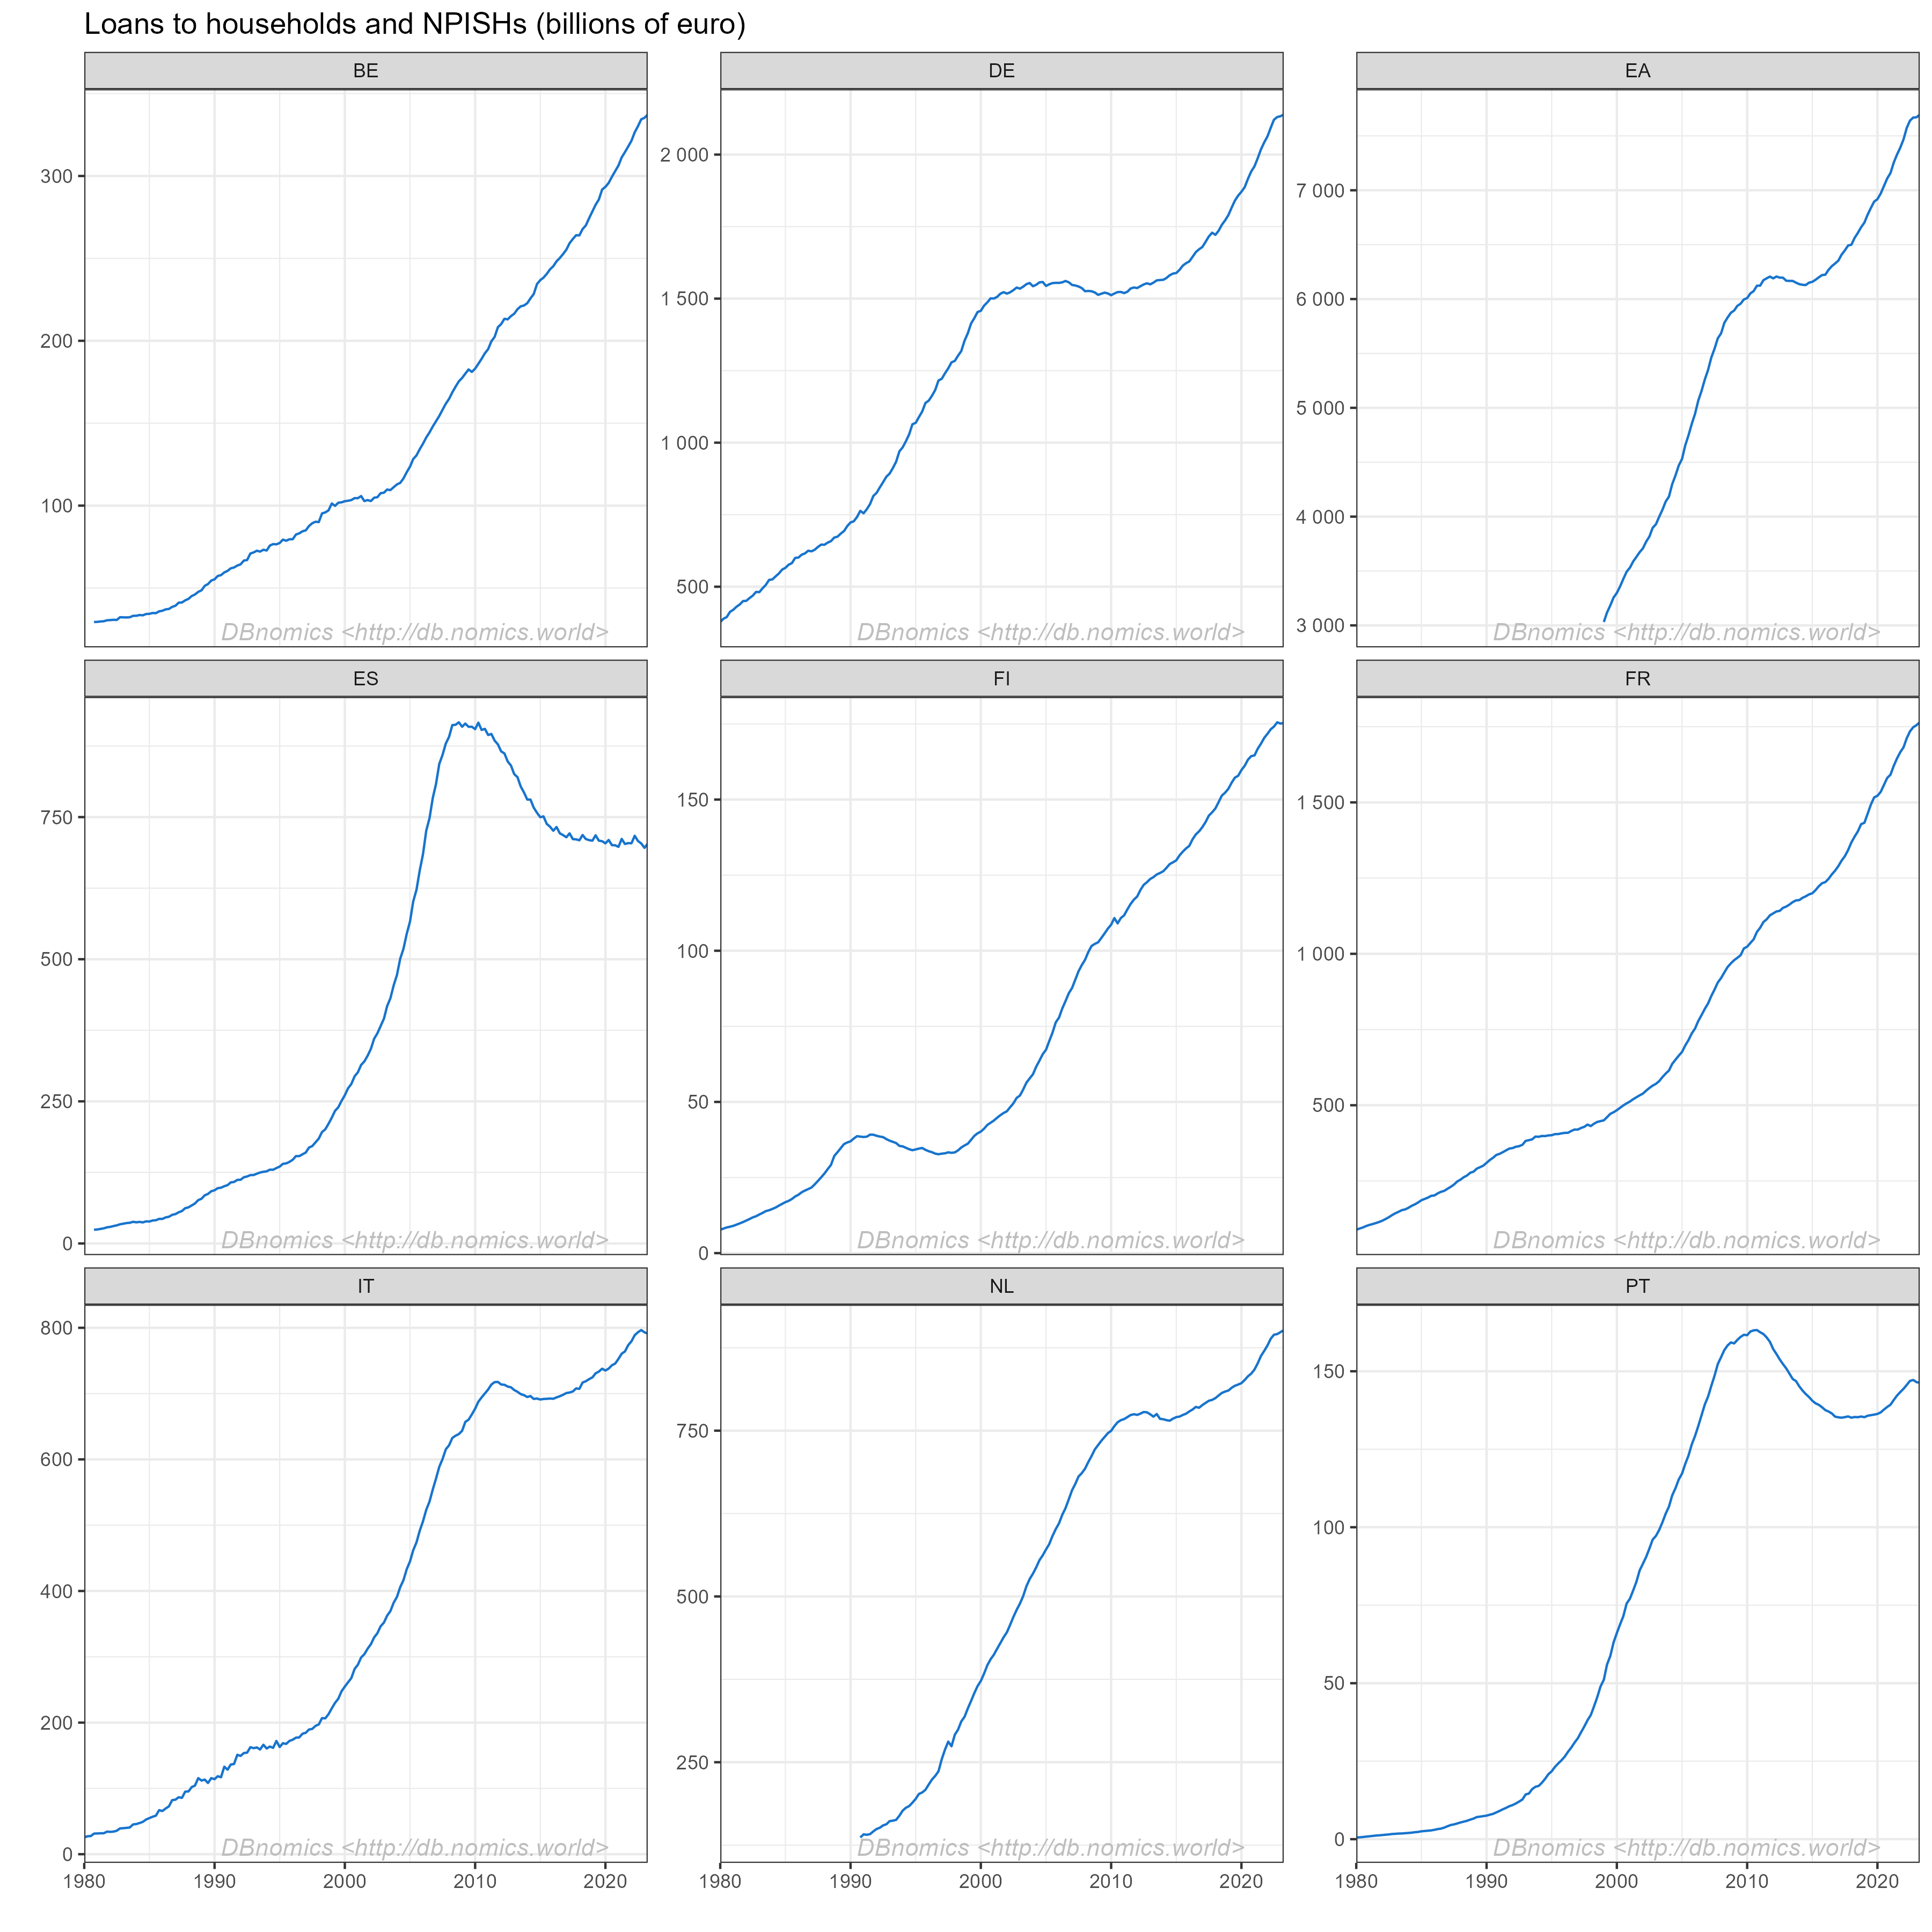 Loans to households and NPISHs (billions of euro)
BE
DE
EA
300
200
100
2 000
1 500
1 000
500
7 000
6 000
5 000
4 000
3 000
DBnomics <http://db.nomics.world>
DBnomics <http://db.nomics.world>
DBnomics <http://db.nomics.world>
ES
FI
FR
750
500
250
0
150
100
50
0
1 500
1 000
500
DBnomics <http://db.nomics.world>
DBnomics <http://db.nomics.world>
DBnomics <http://db.nomics.world>
IT
NL
PT
800
600
400
200
0
750
500
250
150
100
50
0
DBnomics <http://db.nomics.world>
DBnomics <http://db.nomics.world>
DBnomics <http://db.nomics.world>
1980 1990 2000 2010 2020
1980 1990 2000 2010 2020
1980 1990 2000 2010 2020